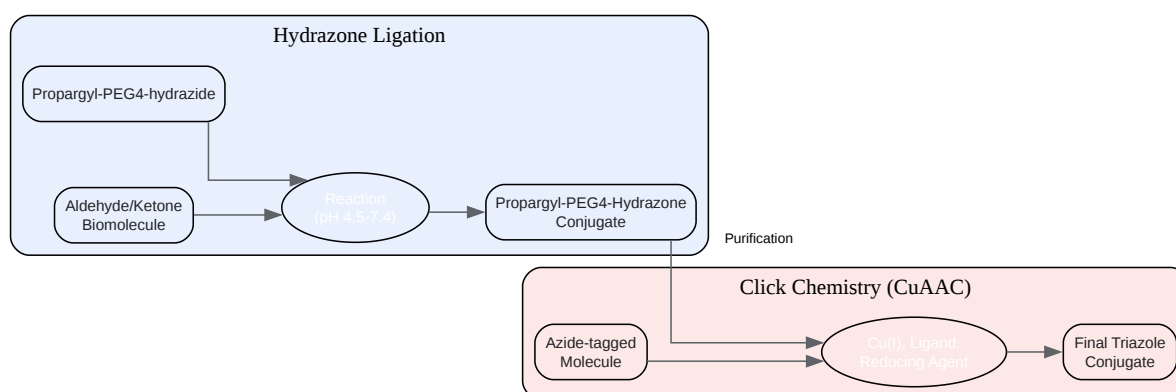 Hydrazone Ligation
Propargyl-PEG4-hydrazide
Aldehyde/Ketone
Biomolecule
Reaction
(pH 4.5-7.4)
Propargyl-PEG4-Hydrazone
Conjugate
Purification
Click Chemistry (CuAAC)
Azide-tagged
Molecule
Cu(I), Ligand,
Reducing Agent
Final Triazole
Conjugate